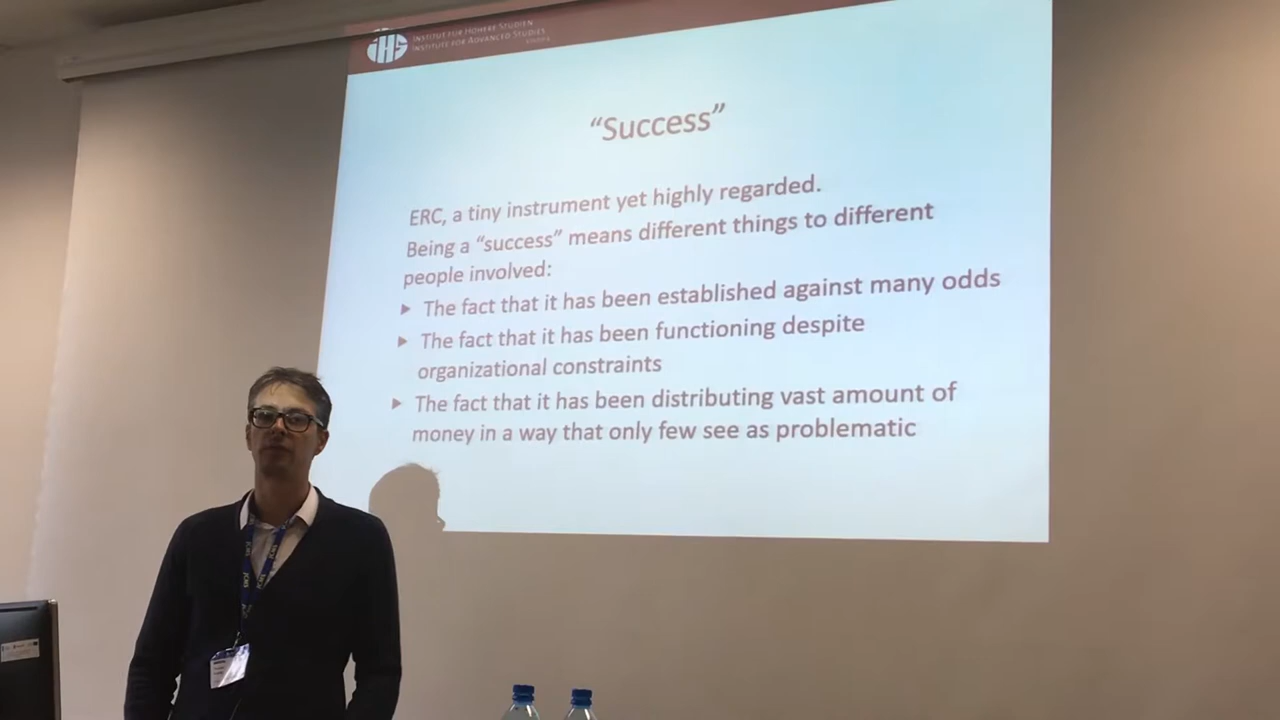 iHS
INSTITUT FÜR HÖHERE STUDIEN
INSTITUTE FOR ADVANCED STUDIES
“Success”
ERC, a tiny instrument yet highly regarded.
Being a “success” means different things to different
people involved:
The fact that it has been established against many odds
The fact that it has been functioning despite
organizational constraints
The fact that it has been distributing vast amount of
money in a way that only few see as problematic